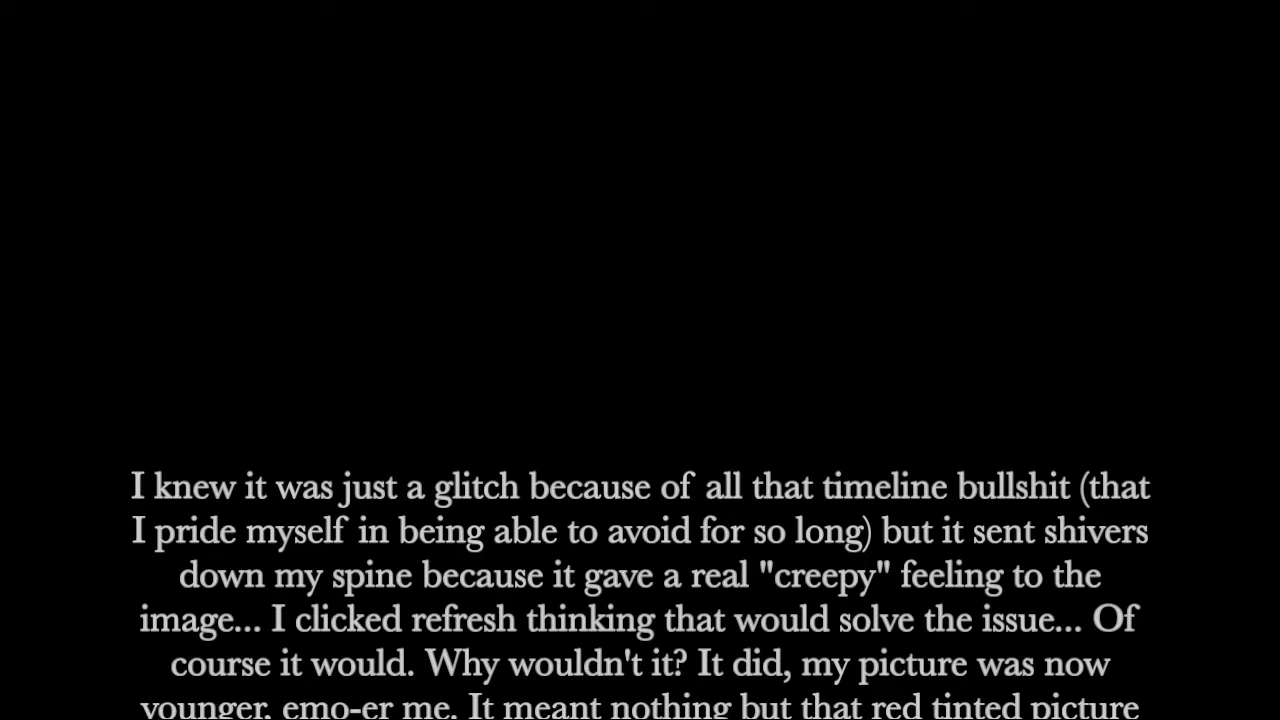 I knew it was just a glitch because of all that timeline bullshit (that
I pride myself in being able to avoid for so long) but it sent shivers
down my spine because it gave a real "creepy" feeling to the
image... I clicked refresh thinking that would solve the issue... Of
course it would. Why wouldn't it? It did, my picture was now
younger, emo-er me. It meant nothing but that red tinted picture